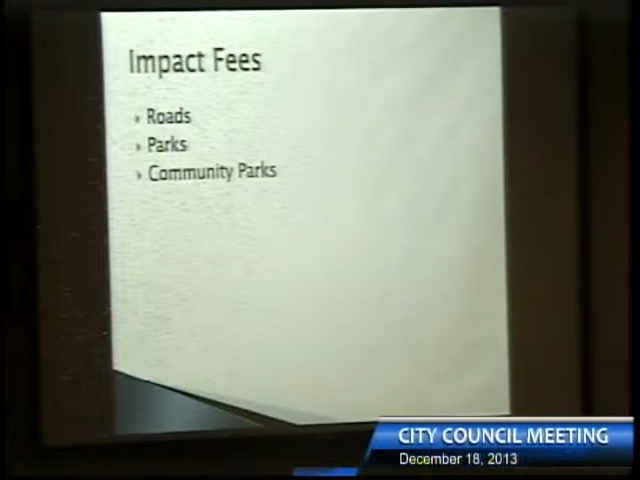 Impact Fees
Roads
Parks
Community Parks
CITY COUNCIL MEETING
December 18, 2013